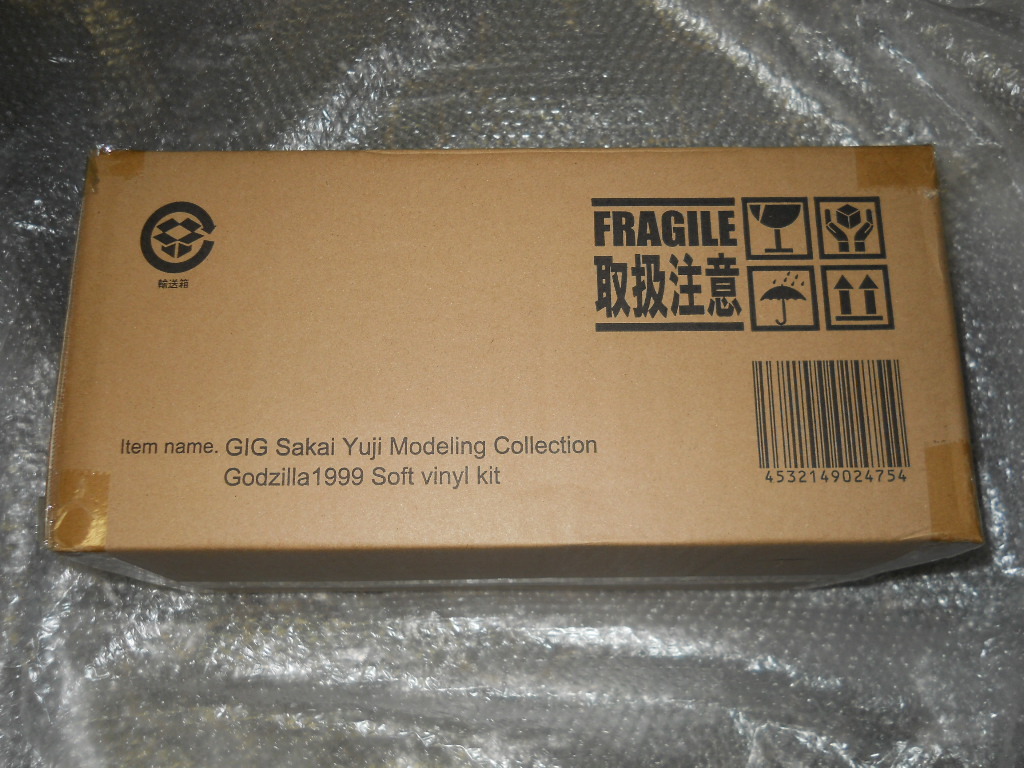 輸送箱
FRAGILE
取扱注意
Item name. GIG Sakai Yuji Modeling Collection
Godzilla1999 Soft vinyl kit
4532149024754